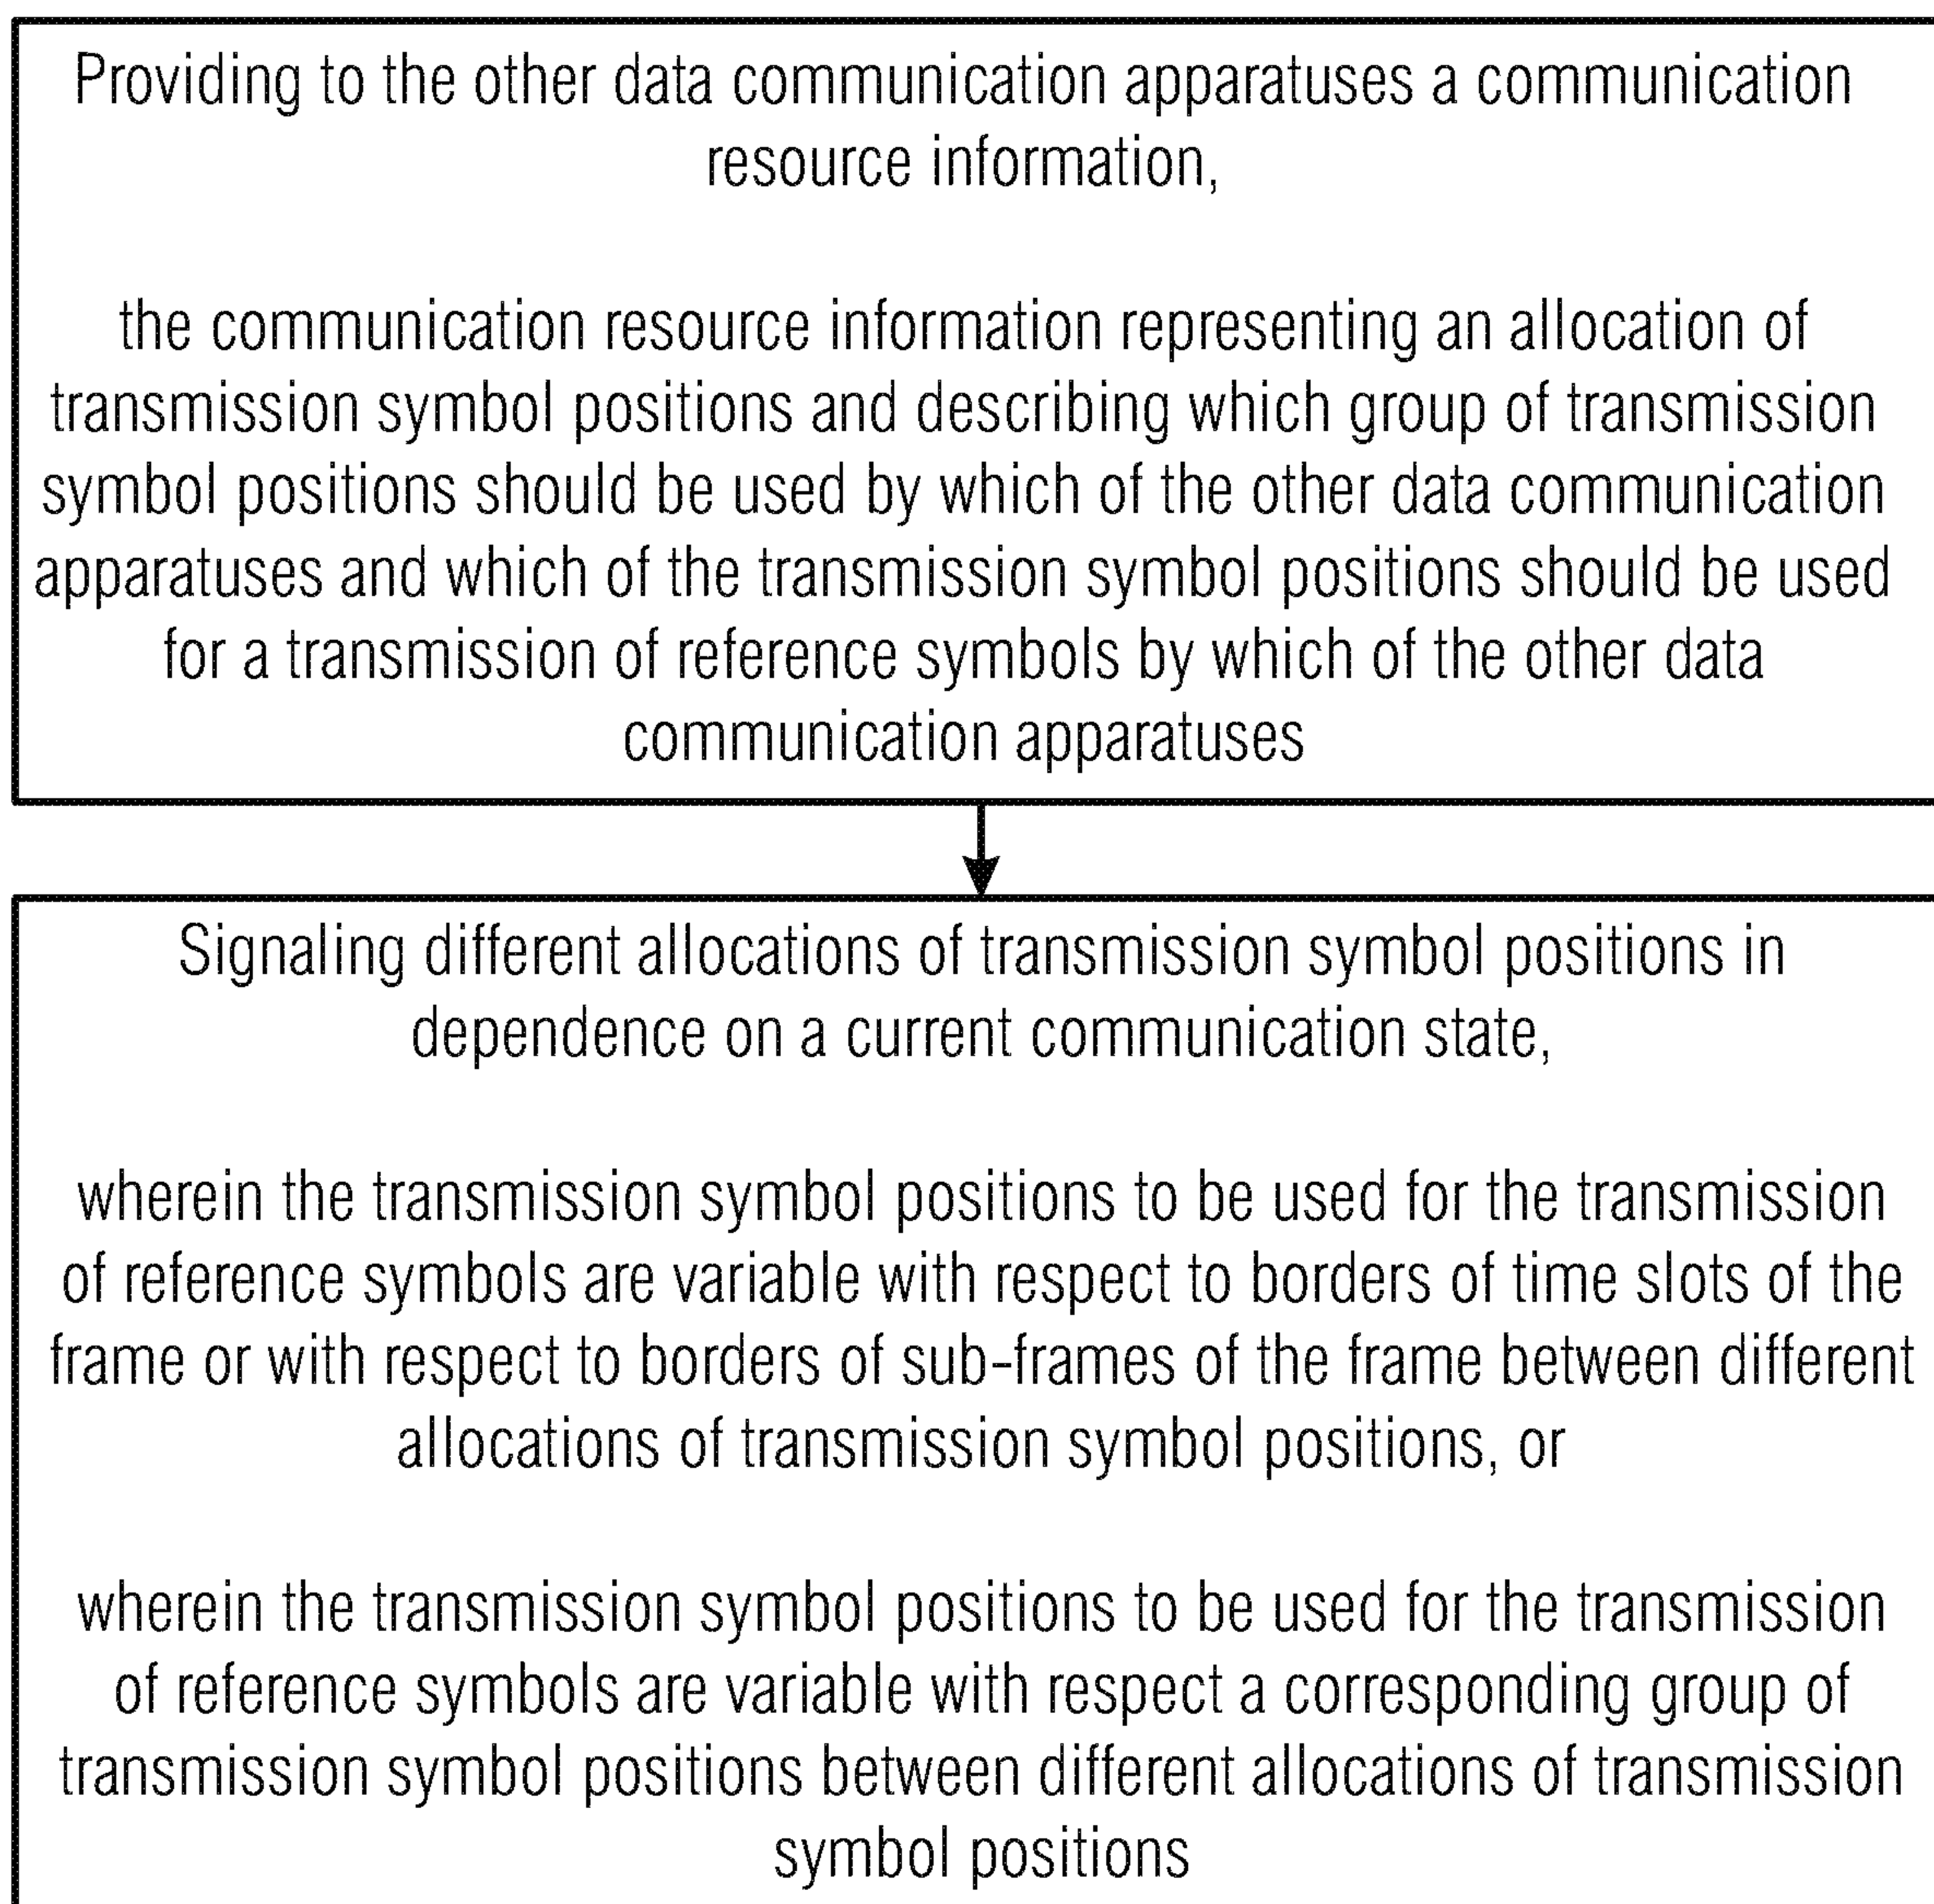 Providing to the other data communication apparatuses a communication
resource information,
the communication resource information representing an allocation of
transmission symbol positions and describing which group of transmission
symbol positions should be used by which of the other data communication
apparatuses and which of the transmission symbol positions should be used
for a transmission of reference symbols by which of the other data
communication apparatuses
Signaling different allocations of transmission symbol positions in
dependence on a current communication state,
wherein the transmission symbol positions to be used for the transmission
of reference symbols are variable with respect to borders of time slots of the
frame or with respect to borders of sub-frames of the frame between different
allocations of transmission symbol positions, or
wherein the transmission symbol positions to be used for the transmission
of reference symbols are variable with respect a corresponding group of
transmission symbol positions between different allocations of transmission
symbol positions